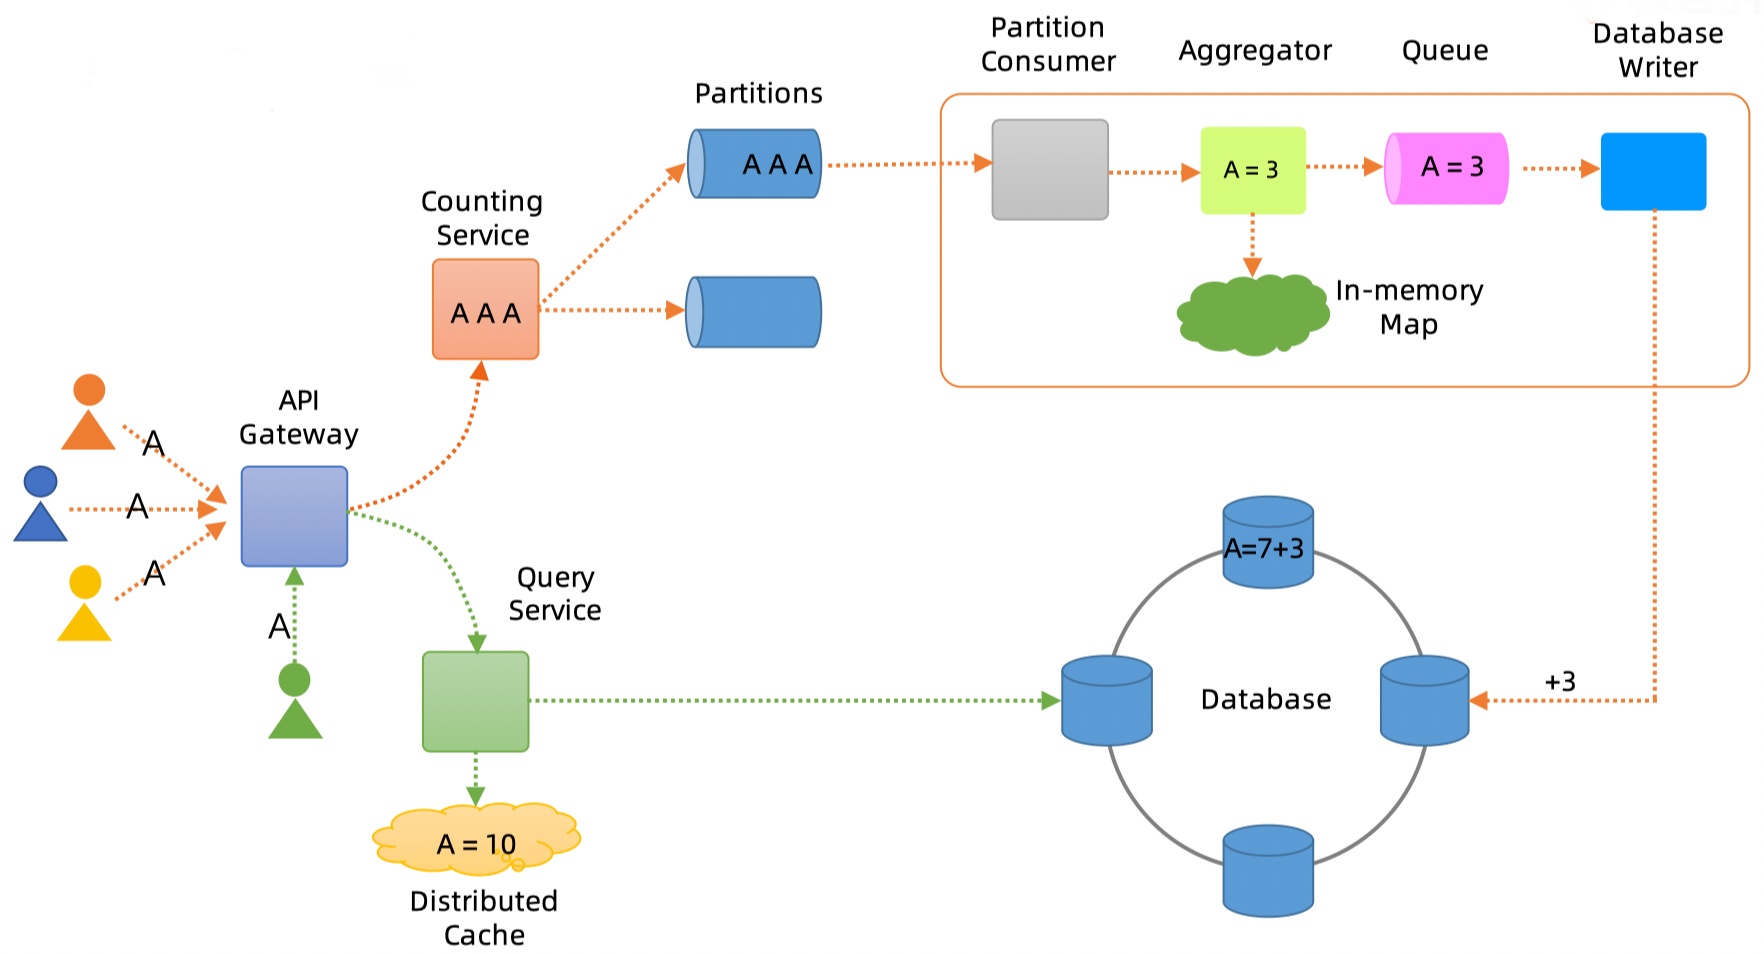 Partition
Consumer
Aggregator
Queue
Database
Writer
Partitions
A A A
A = 3
A = 3
Counting
Service
A A A
In-memory
Map
API
Gateway
A
A
A
A
Query
Service
A=7+3
Database
+3
A = 10
Distributed
Cache